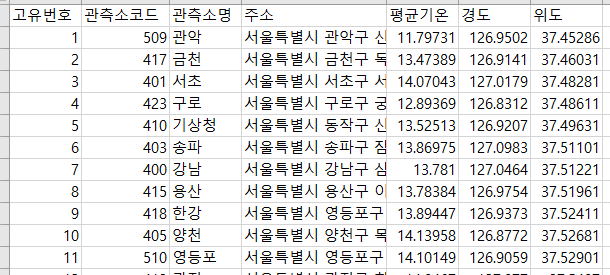 고유번호 관측소코드 관측소명 주소 평균기온 경도 위도
1 509 관악 서울특별시 관악구 신 11.79731 126.9502 37.45286
2 417 금천 서울특별시 금천구 독 13.47389 126.9141 37.46031
3 401 서초 서울특별시 서초구 서 14.07043 127.0179 37.48281
4 423 구로 서울특별시 구로구 궁 12.89369 126.8312 37.48611
5 410 기상청 서울특별시 동작구 신 13.52513 126.9207 37.49631
6 403 송파 서울특별시 송파구 잠 13.86975 127.0983 37.51101
7 400 강남 서울특별시 강남구 삼 13.781 127.0464 37.51221
8 415 용산 서울특별시 용산구 이 13.78384 126.9754 37.51961
9 418 한강 서울특별시 영등포구 13.89447 126.9373 37.52411
10 405 양천 서울특별시 양천구 목 14.13958 126.8772 37.52681
11 510 영등포 서울특별시 영등포구 14.10149 126.9059 37.52901